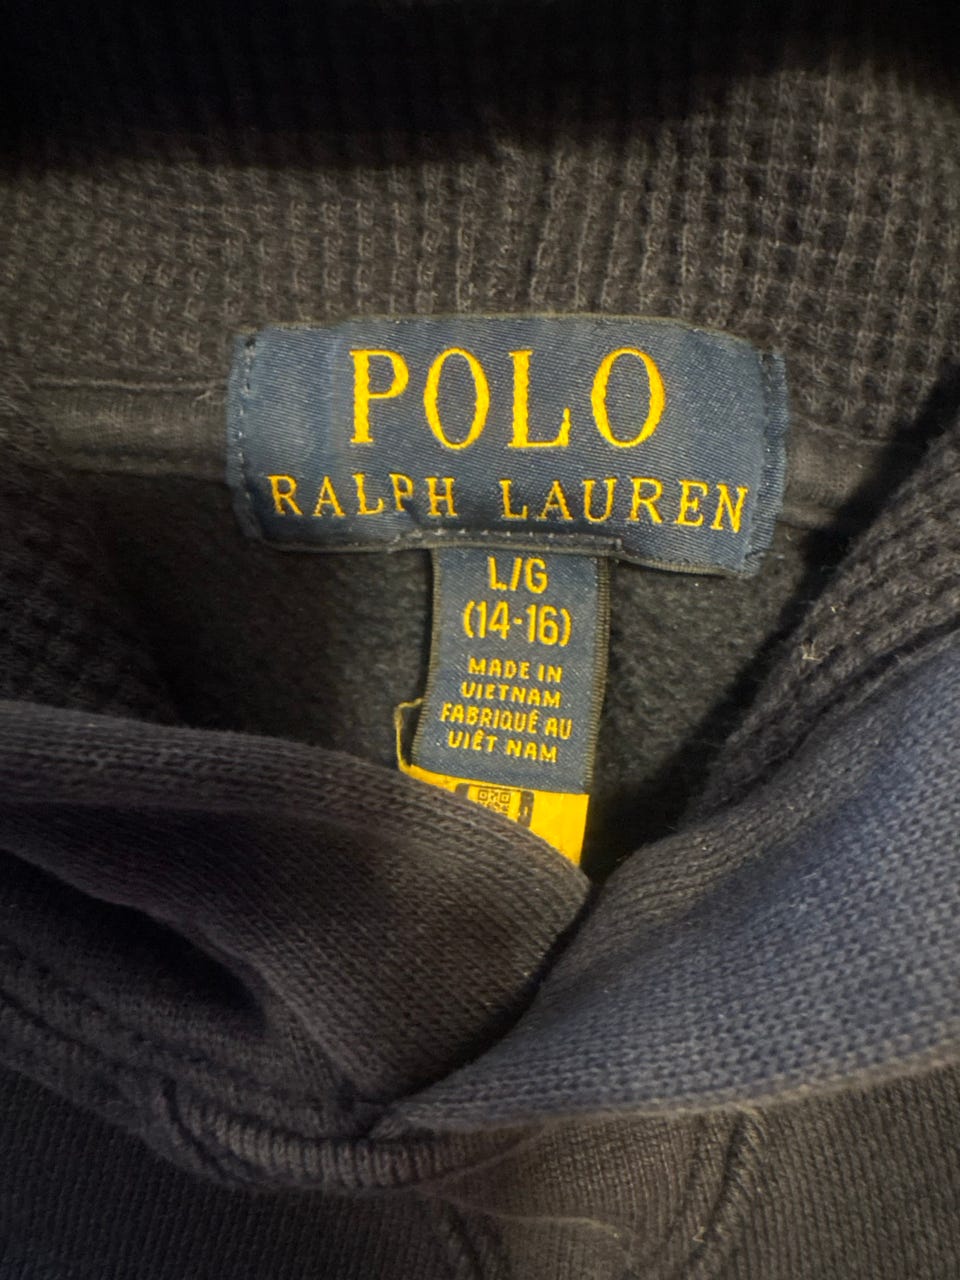 POLO
RALPH LAUREN
L/G
(14-16)
MADE IN
VIETNAM
FABRIQUÉ AU
VIÊT NAM